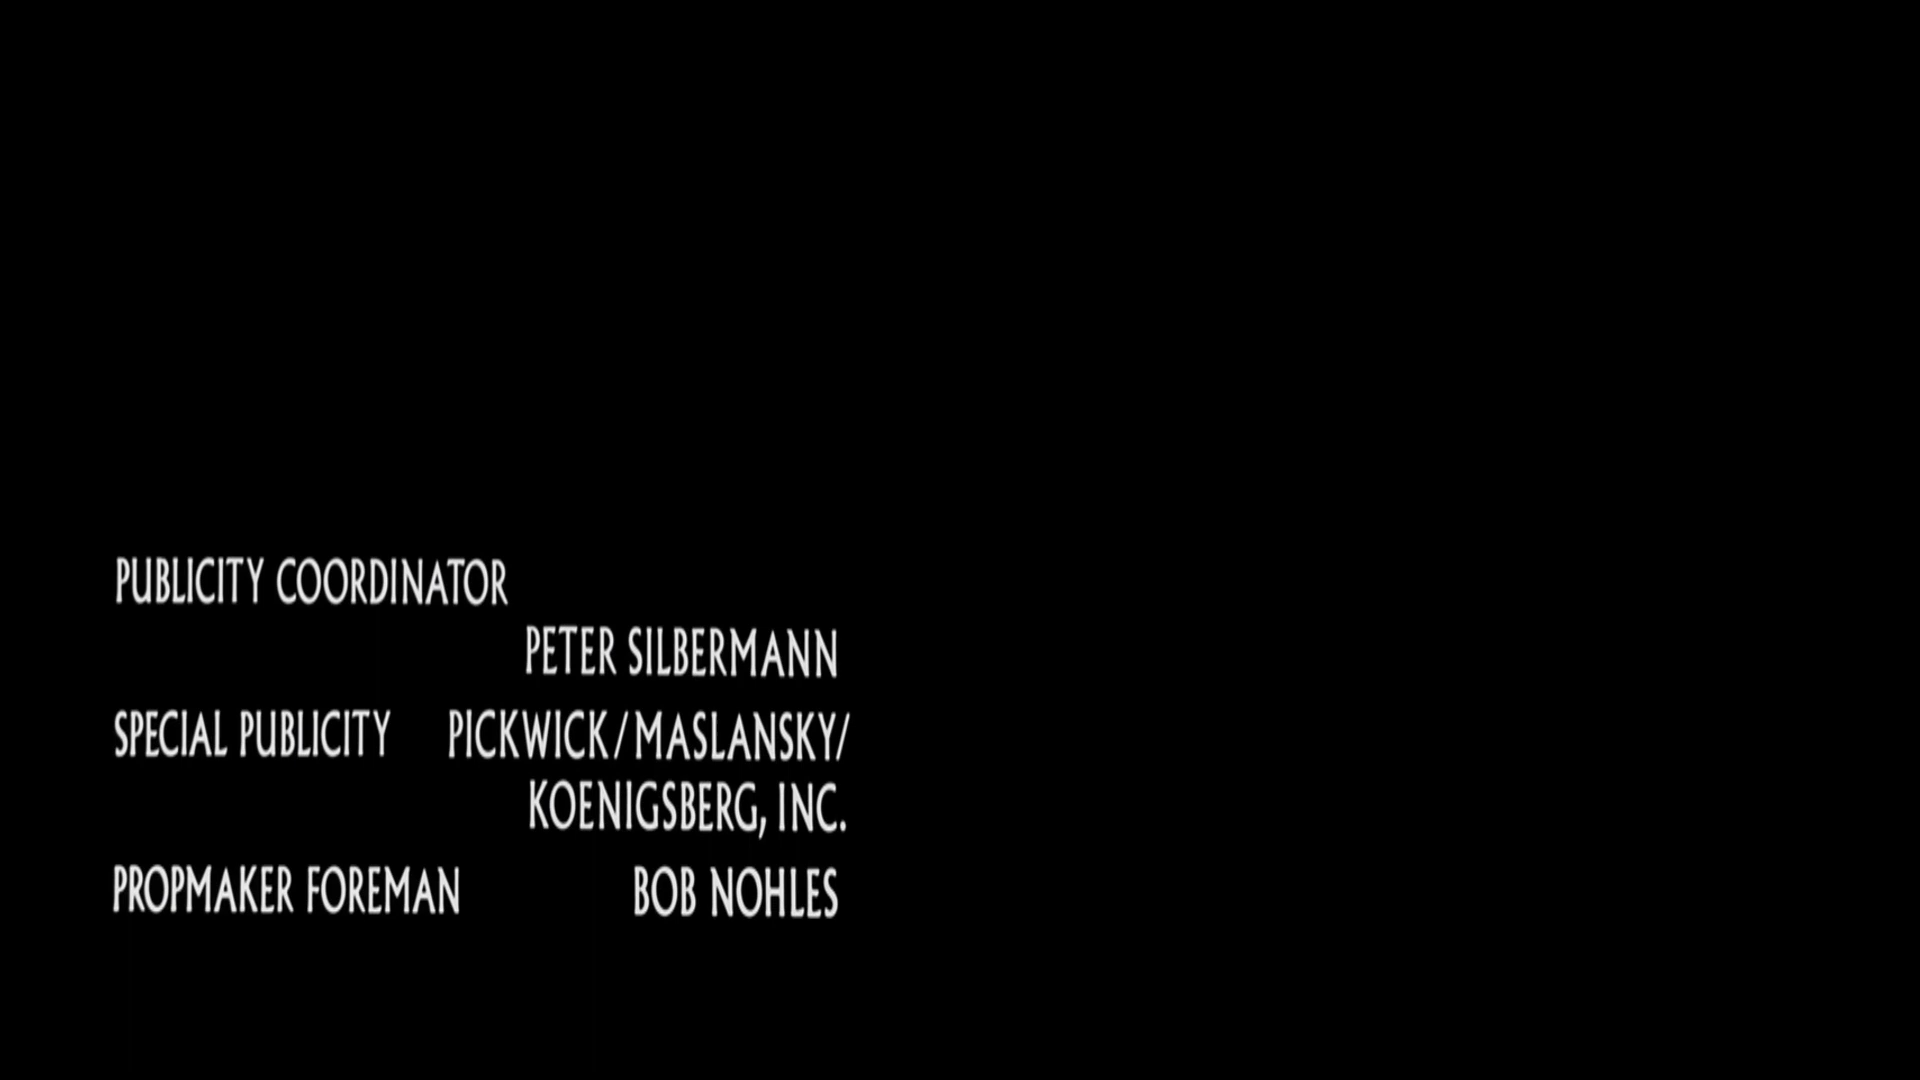 PUBLICITY COORDINATOR
PETER SILBERMANN
SPECIAL PUBLICITY PICKWICK/MASLANSKY/
KOENIGSBERG, INC.
PROPMAKER FOREMAN BOB NOHLES